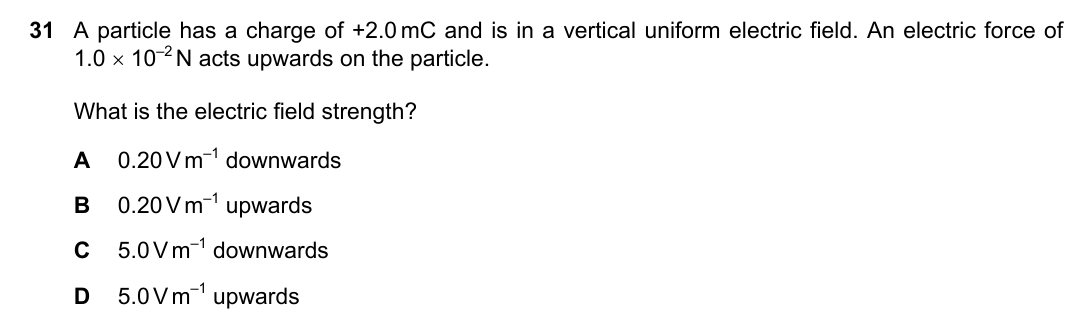 31 A particle has a charge of +2.0 mC and is in a vertical uniform electric field. An electric force of
1.0 × 10⁻² N acts upwards on the particle.
What is the electric field strength?
A 0.20 V m⁻¹ downwards
B 0.20 V m⁻¹ upwards
C 5.0 V m⁻¹ downwards
D 5.0 V m⁻¹ upwards